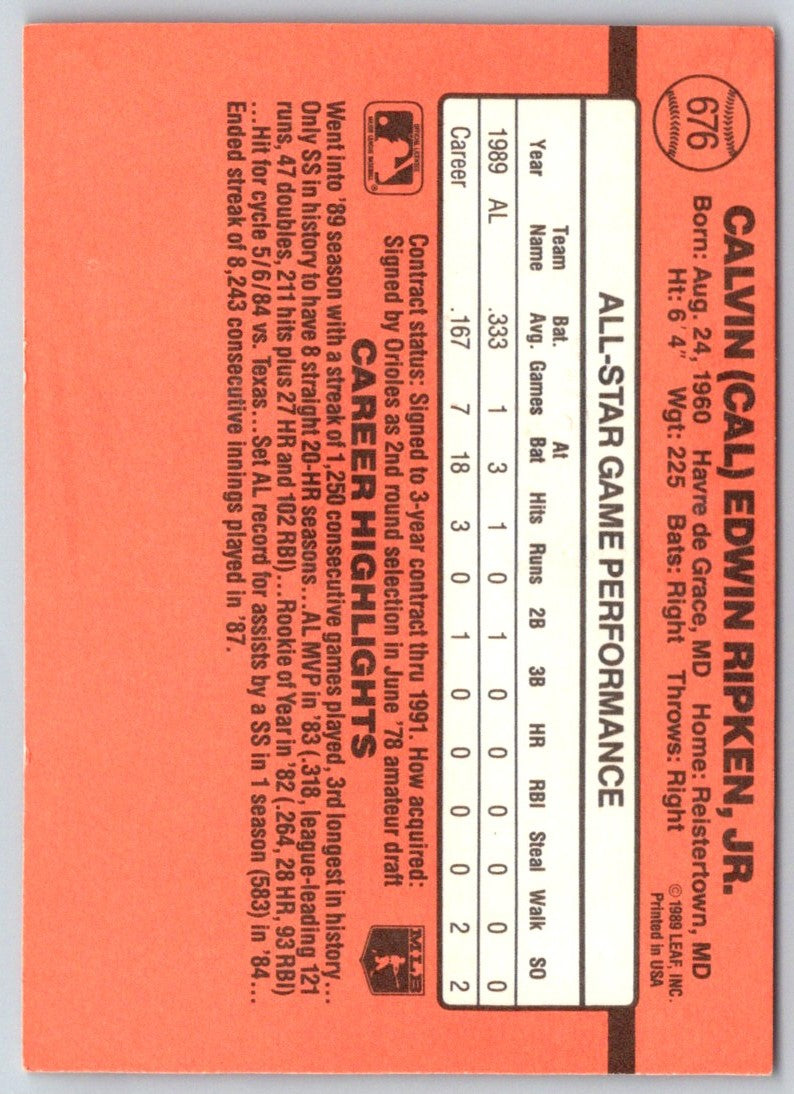 676
CALVIN (CAL) EDWIN RIPKEN, JR.
Born: Aug. 24, 1960 Havre de Grace, MD Home: Reistertown, MD
Ht: 6' 4" Wgt: 225 Bats: Right Throws: Right
©1989 LEAF, INC.
Printed in USA
ALL-STAR GAME PERFORMANCE
Year Team Name Bat. Avg. Games At Bat Hits Runs 2B 3B HR RBI Steal Walk SO
1989 AL .333 1 3 1 0 1 0 0 0 0 0 0
Career .167 7 18 3 0 1 0 0 0 0 2 2
OFFICIAL LICENSEE
MAJOR LEAGUE BASEBALL
®
Contract status: Signed to 3-year contract thru 1991. How acquired:
Signed by Orioles as 2nd round selection in June '78 amateur draft
MLB
CAREER HIGHLIGHTS
Went into '89 season with a streak of 1,250 consecutive games played, 3rd longest in history...
Only SS in history to have 8 straight 20-HR seasons...AL MVP in '83 (.318, league-leading 121
runs, 47 doubles, 211 hits plus 27 HR and 102 RBI)... Rookie of Year in '82 (.264, 28 HR, 93 RBI)
...Hit for cycle 5/6/84 vs. Texas...Set AL record for assists by a SS in 1 season (583) in '84...
Ended streak of 8,243 consecutive innings played in '87.